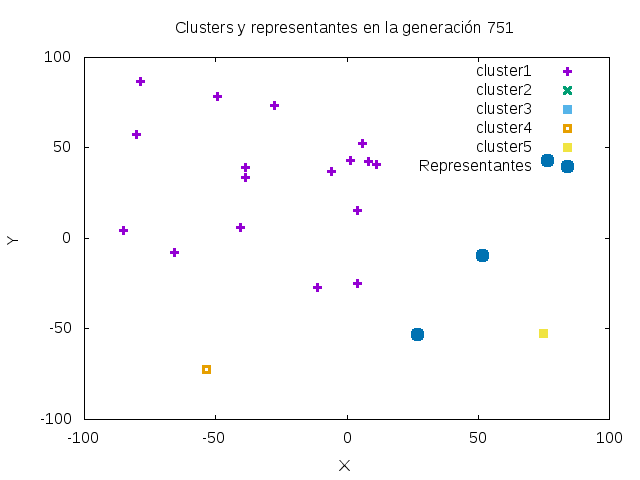 Clusters y representantes en la generación 751
100
50
0
-50
-100
-100
-50
0
50
100
Y
X
cluster1
cluster2
cluster3
cluster4
cluster5
Representantes